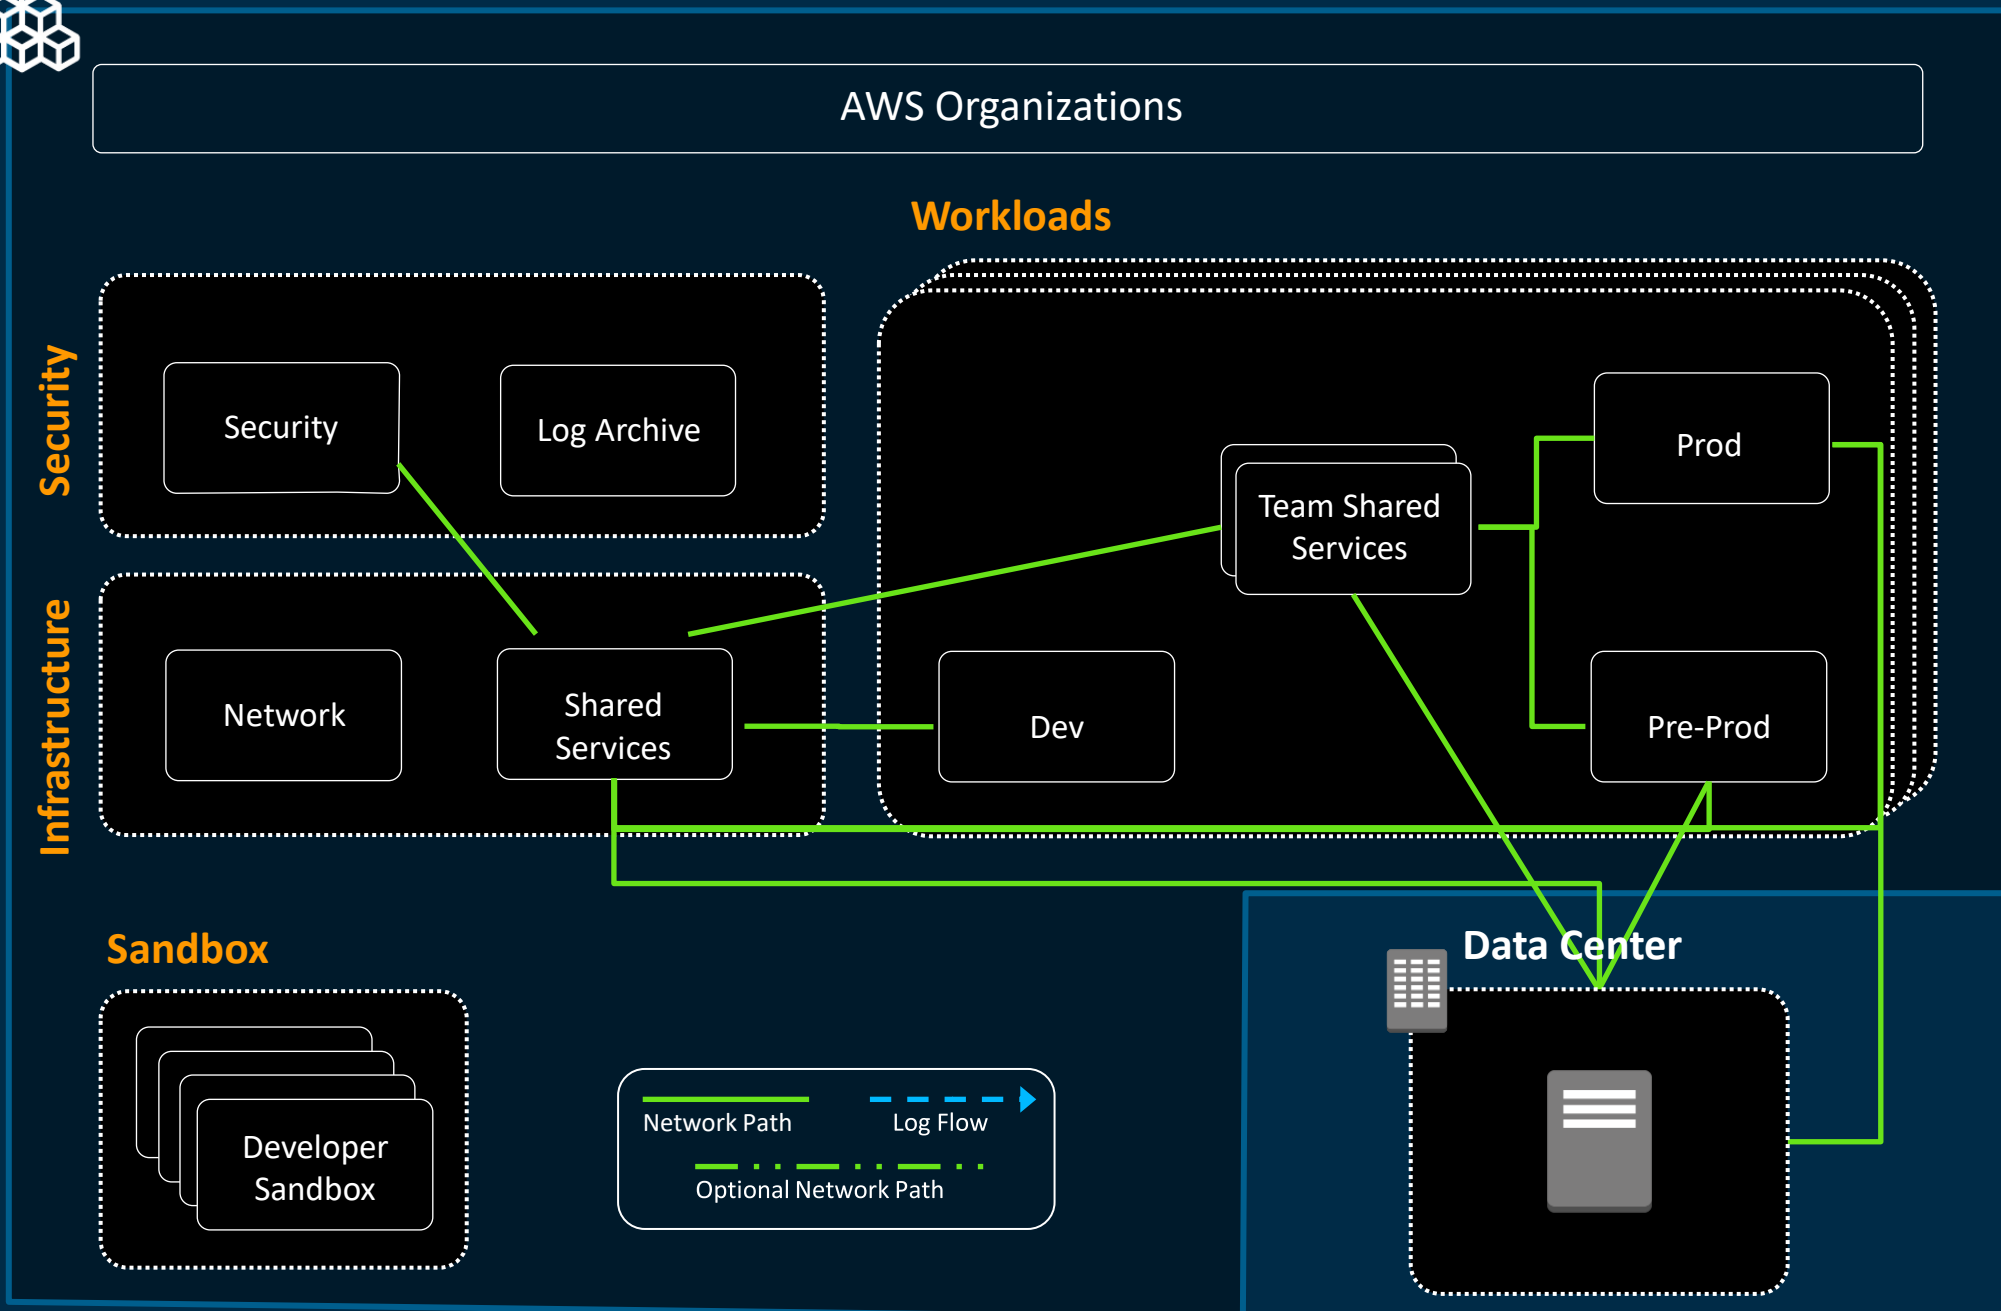 AWS Organizations
Workloads
Security
Security
Log Archive
Team Shared
Services
Prod
Infrastructure
Network
Shared
Services
Dev
Pre-Prod
Sandbox
Developer
Sandbox
Network Path
Log Flow
Optional Network Path
Data Center